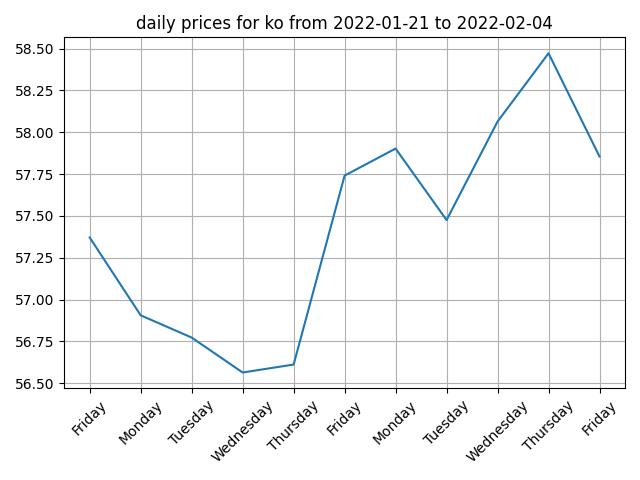 daily prices for ko from 2022-01-21 to 2022-02-04
58.50
58.25
58.00
57.75
57.50
57.25
57.00
56.75
56.50
Friday
Monday
Tuesday
Wednesday
Thursday
Friday
Monday
Tuesday
Wednesday
Thursday
Friday